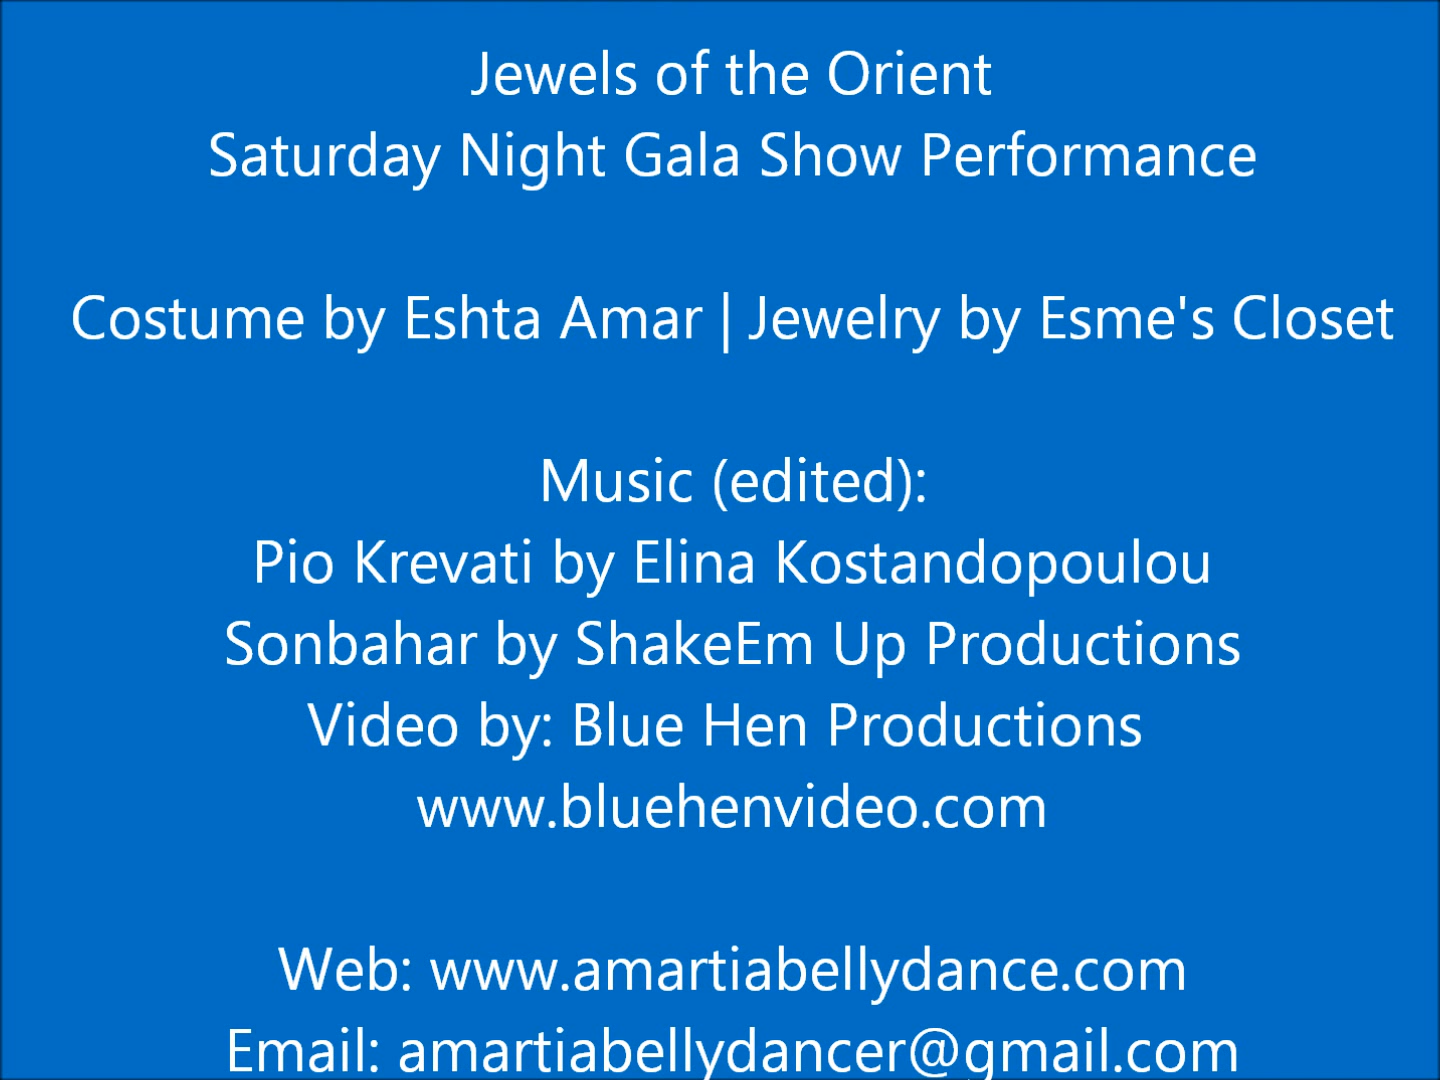 Jewels of the Orient
Saturday Night Gala Show Performance
Costume by Eshta Amar | Jewelry by Esme's Closet
Music (edited):
Pio Krevati by Elina Kostandopoulou
Sonbahar by ShakeEm Up Productions
Video by: Blue Hen Productions
www.bluehenvideo.com
Web: www.amartiabellydance.com
Email: amartiabellydancer@gmail.com